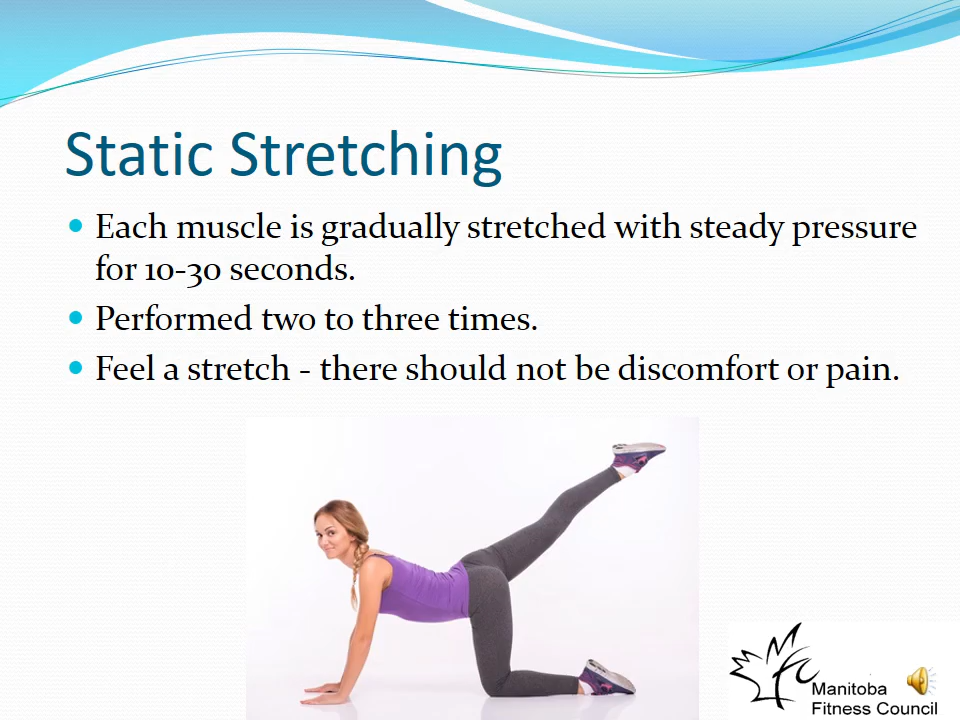 Static Stretching
Each muscle is gradually stretched with steady pressure
for 10-30 seconds.
Performed two to three times.
Feel a stretch - there should not be discomfort or pain.
Manitoba
Fitness Council